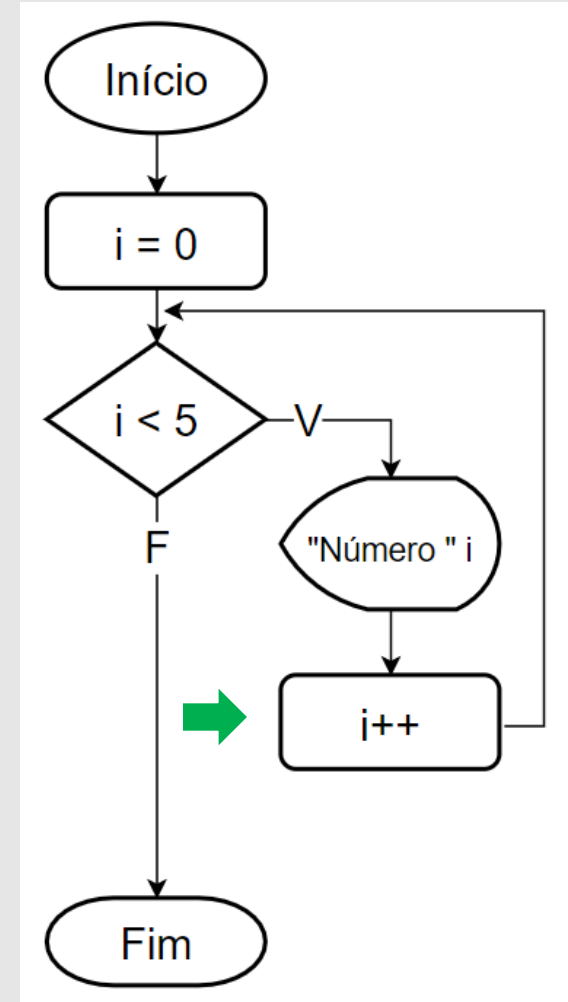 Início
i = 0
i < 5
V
F
"Número " i
i++
Fim